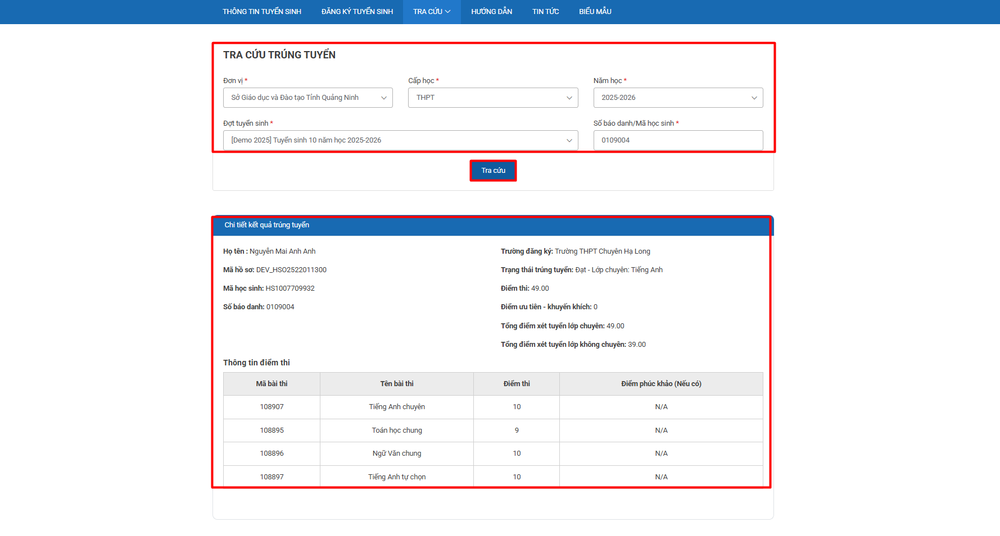 THÔNG TIN TUYỂN SINH ĐĂNG KÝ TUYỂN SINH TRA CỨU HƯỚNG DẪN TIN TỨC BIỂU MẪU
TRA CỨU TRÚNG TUYỂN
Đơn vị * Cấp học * Năm học *
Sở Giáo dục và Đào tạo Tỉnh Quảng Ninh THPT 2025-2026
Đợt tuyển sinh * Số báo danh/Mã học sinh *
[Demo 2025] Tuyển sinh 10 năm học 2025-2026 0109004
Tra cứu
Chi tiết kết quả trúng tuyển
Họ tên : Nguyễn Mai Anh Anh
Mã hồ sơ: DEV_HSO2522011300
Mã học sinh: HS1007709932
Số báo danh: 0109004
Trường đăng ký: Trường THPT Chuyên Hạ Long
Trạng thái trúng tuyển: Đạt - Lớp chuyên: Tiếng Anh
Điểm thi: 49.00
Điểm ưu tiên - khuyến khích: 0
Tổng điểm xét tuyển lớp chuyên: 49.00
Tổng điểm xét tuyển lớp không chuyên: 39.00
Thông tin điểm thi
Mã bài thi Tên bài thi Điểm thi Điểm phúc khảo (Nếu có)
108907 Tiếng Anh chuyên 10 N/A
108895 Toán học chung 9 N/A
108896 Ngữ Văn chung 10 N/A
108897 Tiếng Anh tự chọn 10 N/A